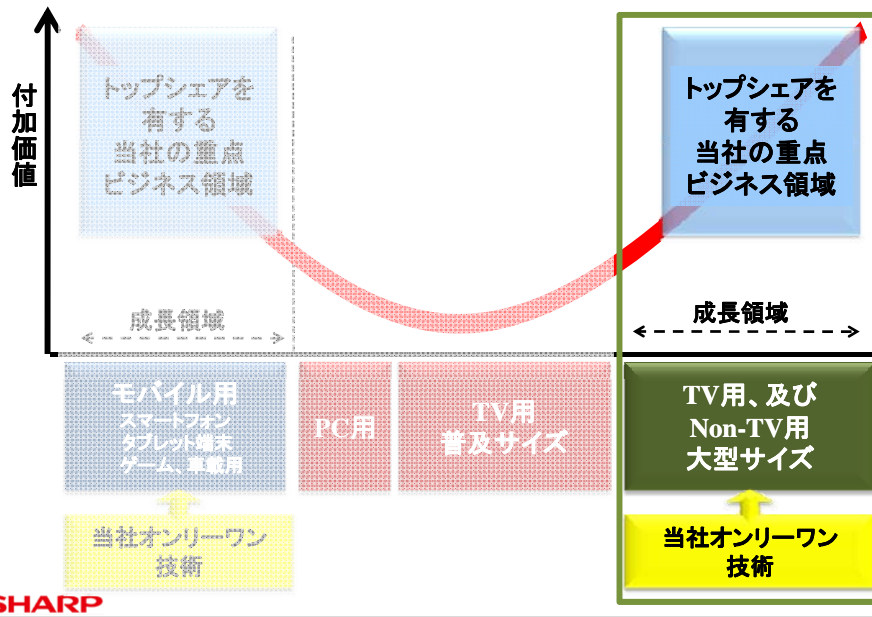 付加価値
トップシェアを
有する
当社の重点
ビジネス領域
トップシェアを
有する
当社の重点
ビジネス領域
成長領域
成長領域
モバイル用
スマートフォン
タブレット端末
ゲーム、車載用
PC用
TV用
普及サイズ
TV用、及び
Non-TV用
大型サイズ
当社オンリーワン
技術
当社オンリーワン
技術
SHARP